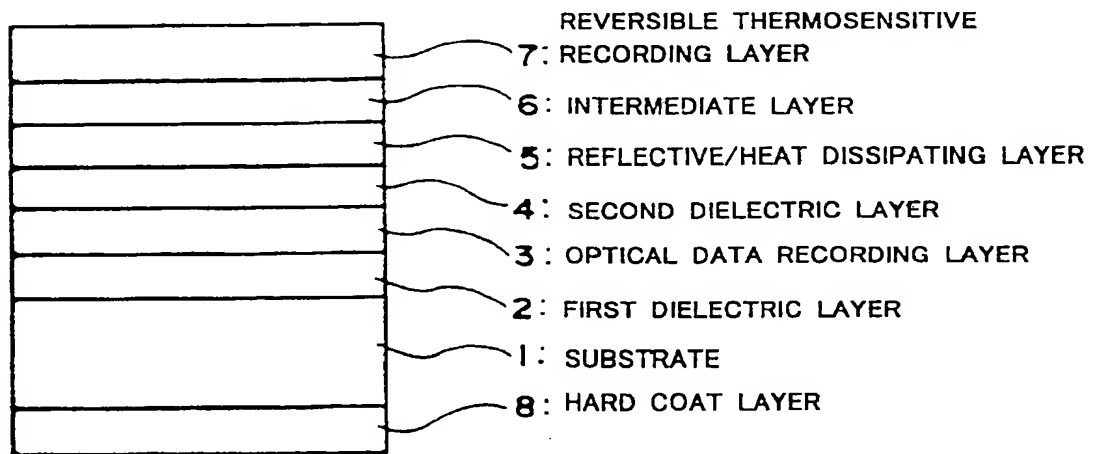 REVERSIBLE THERMOSENSITIVE
7: RECORDING LAYER
6: INTERMEDIATE LAYER
5: REFLECTIVE/HEAT DISSIPATING LAYER
4: SECOND DIELECTRIC LAYER
3: OPTICAL DATA RECORDING LAYER
2: FIRST DIELECTRIC LAYER
1: SUBSTRATE
8: HARD COAT LAYER